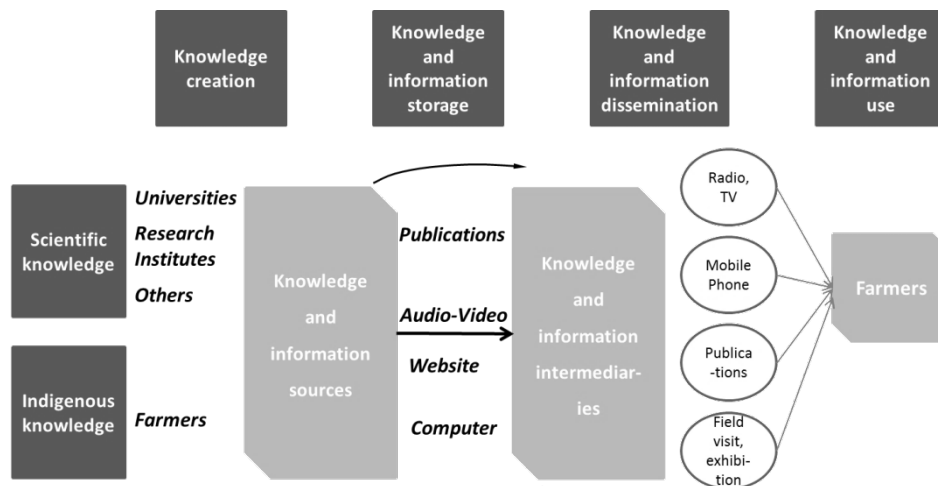 Knowledge
creation
Knowledge
and
information
storage
Knowledge
and
information
dissemination
Knowledge
and
information
use
Scientific
knowledge
Universities
Research
Institutes
Others
Indigenous
knowledge
Farmers
Knowledge
and
information
sources
Publications
Audio-Video
Website
Computer
Knowledge
and
information
intermediar-
ies
Radio,
TV
Mobile
Phone
Publica
-tions
Field
visit,
exhibi-
tion
Farmers